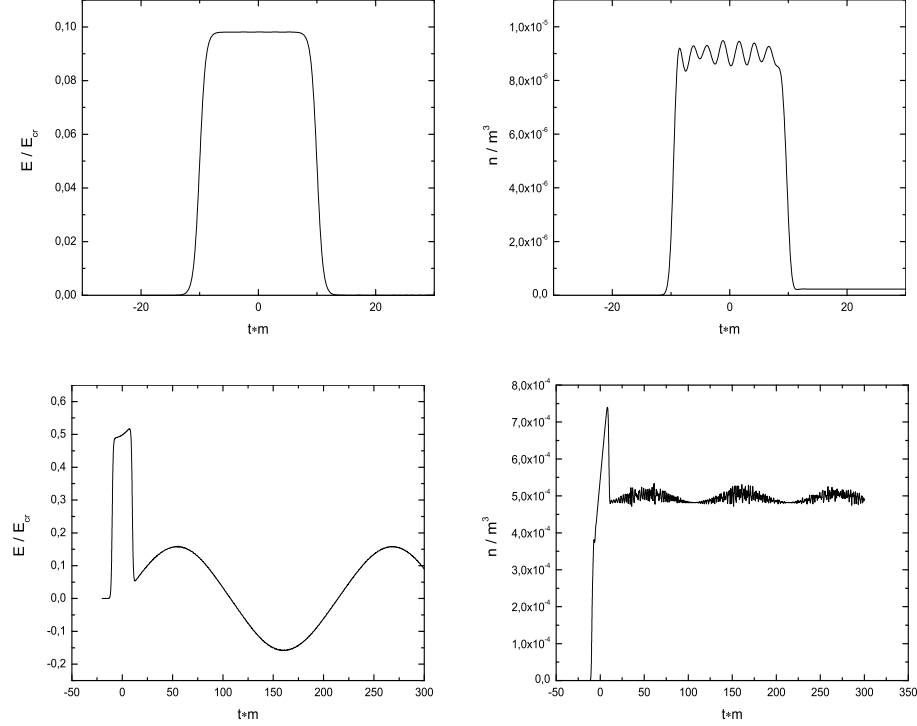 0,10
0,08
0,06
0,04
0,02
0,00
E / E_cr
-20
0
20
t*m
1,0x10^-5
8,0x10^-6
6,0x10^-6
4,0x10^-6
2,0x10^-6
0,0
n / m^3
-20
0
20
t*m
0,6
0,5
0,4
0,3
0,2
0,1
0,0
-0,1
-0,2
E / E_cr
-50
0
50
100
150
200
250
300
t*m
8,0x10^-4
7,0x10^-4
6,0x10^-4
5,0x10^-4
4,0x10^-4
3,0x10^-4
2,0x10^-4
1,0x10^-4
0,0
n / m^3
-50
0
50
100
150
200
250
300
350
t*m